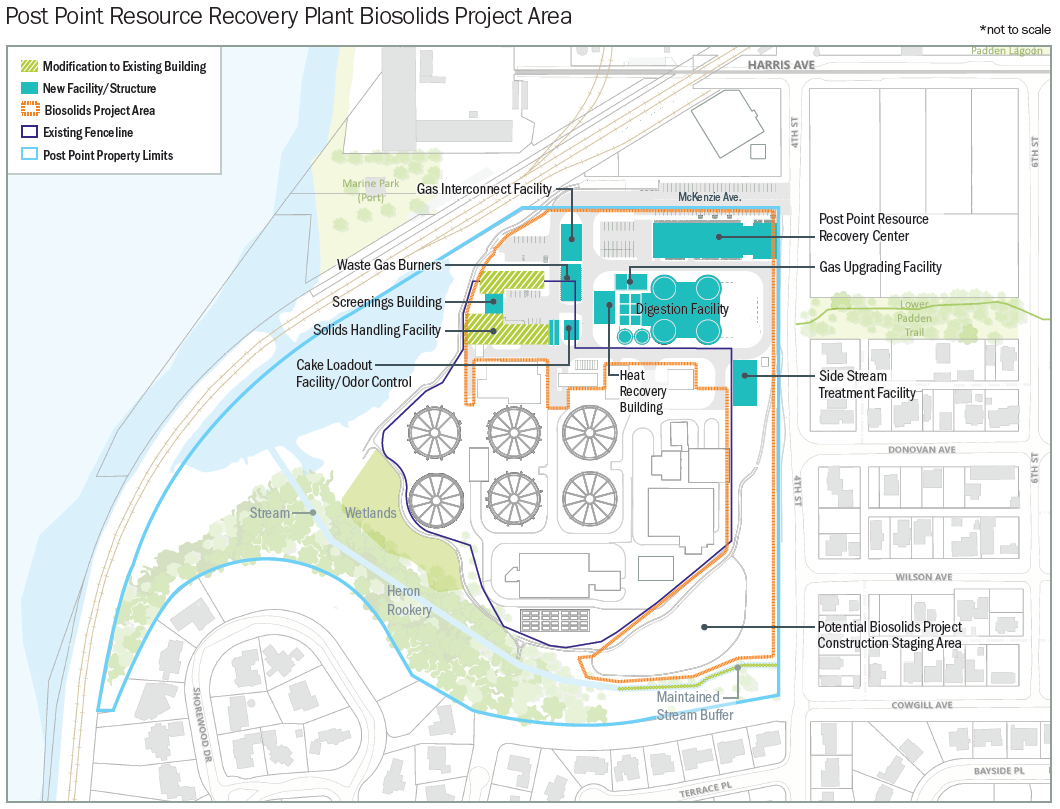 Post Point Resource Recovery Plant Biosolids Project Area
*not to scale
Modification to Existing Building
New Facility/Structure
Biosolids Project Area
Existing Fenceline
Post Point Property Limits
Padden Lagoon
HARRIS AVE
4TH ST
6TH ST
Marine Park
(Port)
Gas Interconnect Facility
McKenzie Ave.
Post Point Resource
Recovery Center
Waste Gas Burners
Gas Upgrading Facility
Screenings Building
Digestion Facility
Lower
Padden
Trail
Solids Handling Facility
Cake Loadout
Facility/Odor Control
Heat
Recovery
Building
Side Stream
Treatment Facility
DONOVAN AVE
4TH ST
6TH ST
Stream
Wetlands
WILSON AVE
Heron
Rookery
Potential Biosolids Project
Construction Staging Area
Maintained
Stream Buffer
SHOREWOOD DR
COWGILL AVE
BAYSIDE PL
TERRACE PL